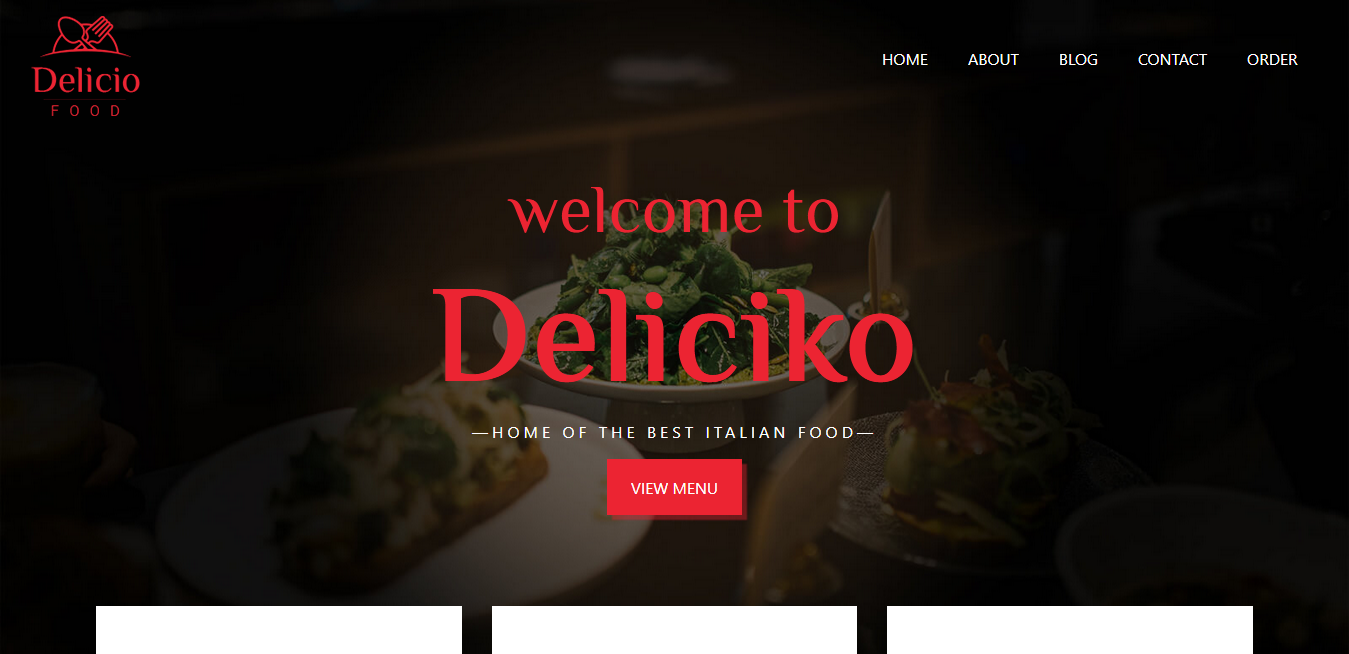 Delicio
FOOD
HOME ABOUT BLOG CONTACT ORDER
welcome to
Deliciko
—HOME OF THE BEST ITALIAN FOOD—
VIEW MENU